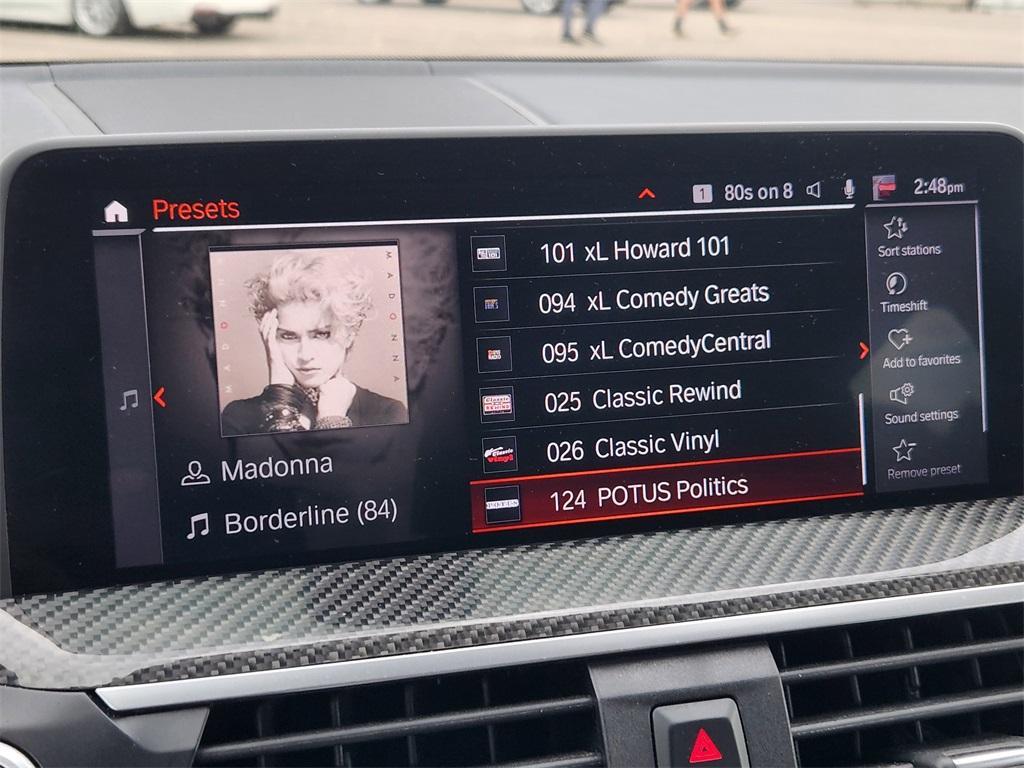 Presets
1 80s on 8
2:48pm
MADONNA
MADONNA
Madonna
Borderline (84)
101 xL Howard 101
094 xL Comedy Greats
095 xL ComedyCentral
025 Classic Rewind
026 Classic Vinyl
POTUS
124 POTUS Politics
Sort stations
Timeshift
Add to favorites
Sound settings
Remove preset